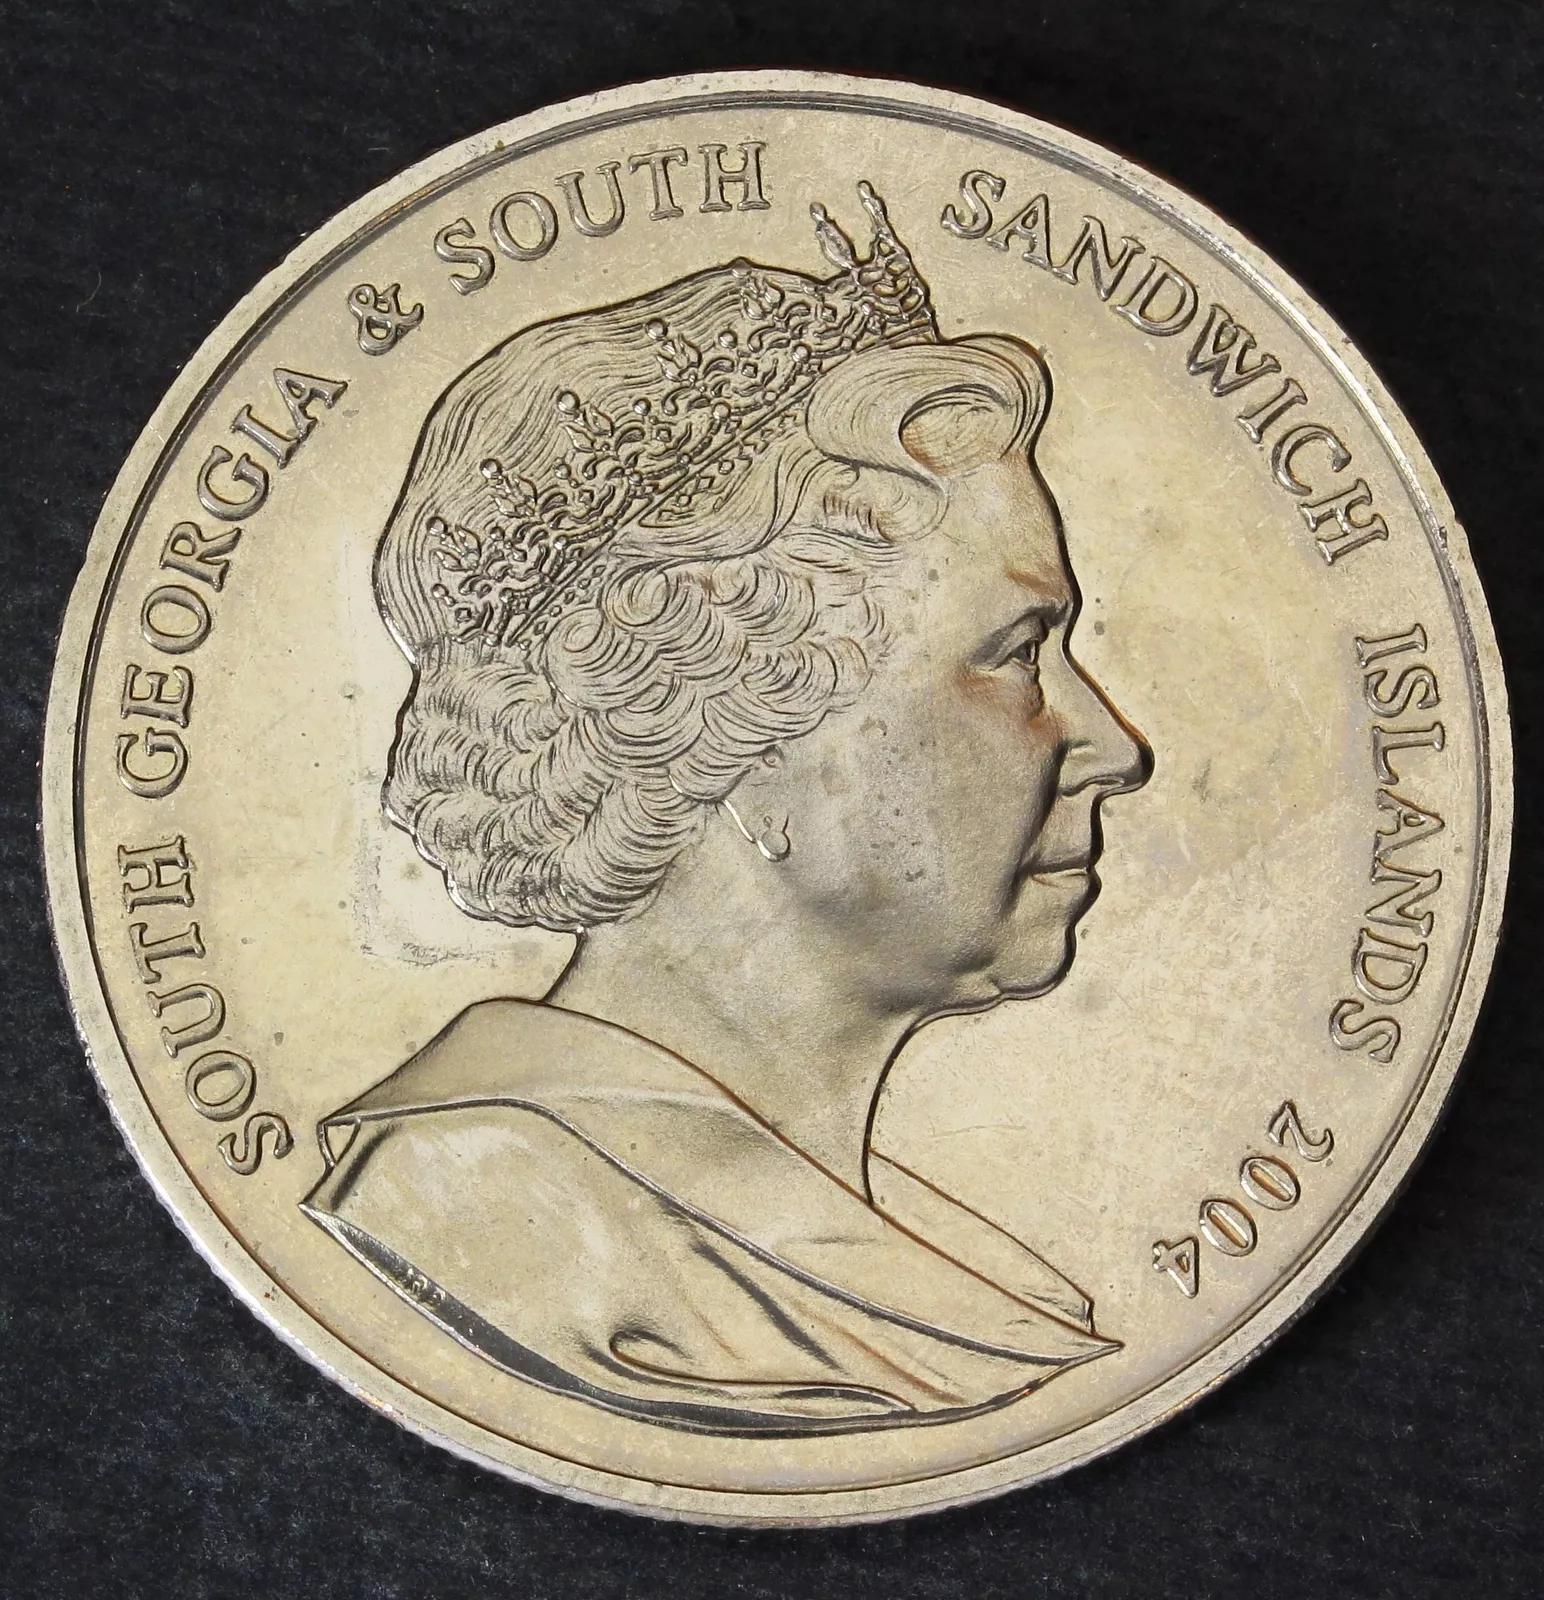 SOUTH GEORGIA & SOUTH SANDWICH ISLANDS 2004